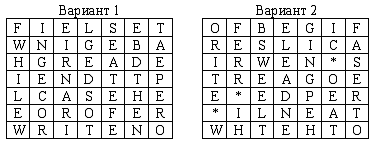 Вариант 1
F I E L S E T
W N I G E B A
H G R E A D E
I E N D T T P
L C A S E H E
E O R O F E R
W R I T E N O
Вариант 2
O F B E G I F
R E S L I C A
I R W E N * S
T R E A G O E
E * E D P E R
* I L N E A T
W H T E H T O